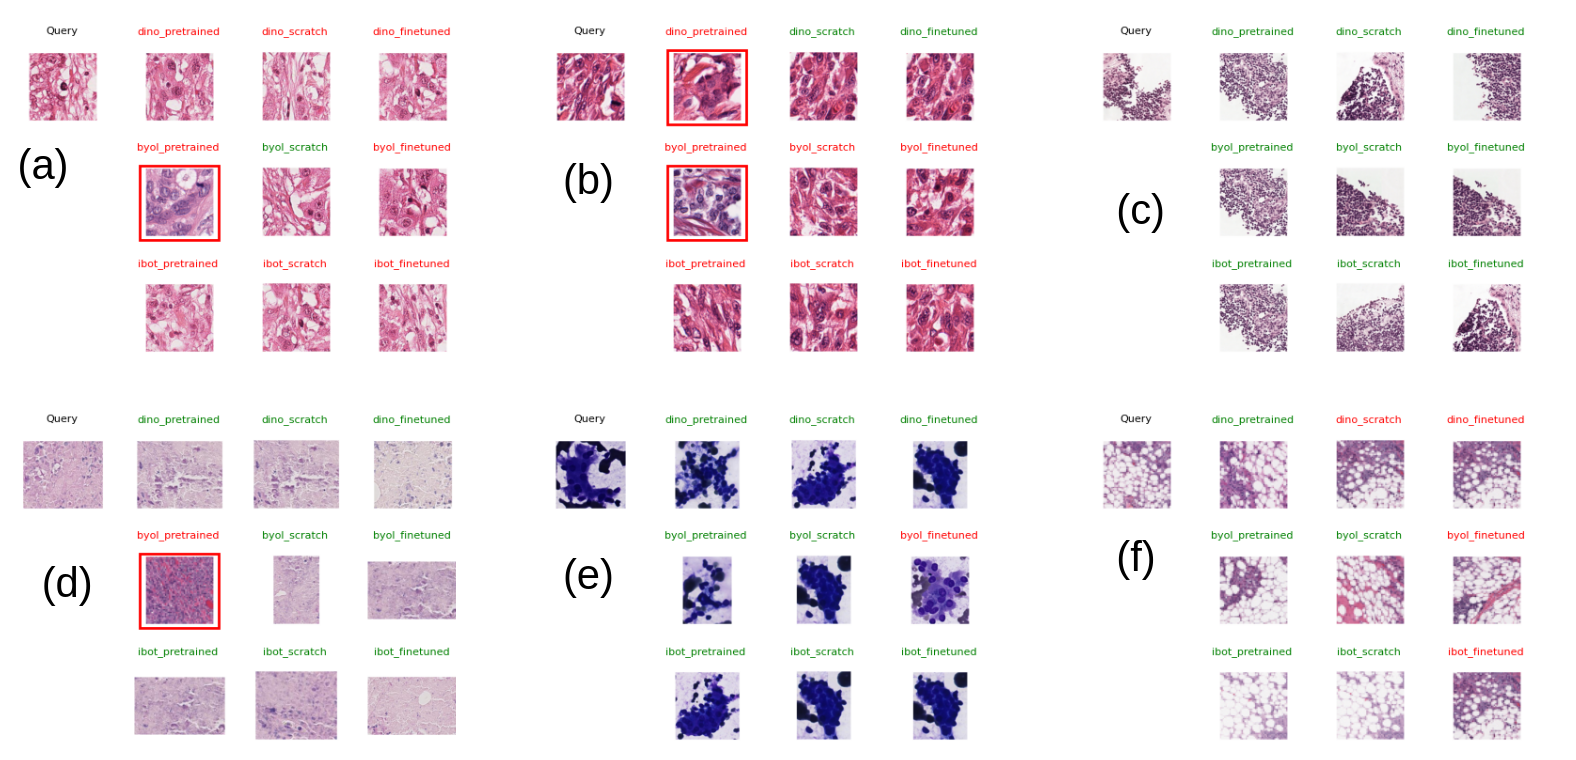 Query dino_pretrained dino_scratch dino_finetuned
byol_pretrained byol_scratch byol_finetuned
(a)
ibot_pretrained ibot_scratch ibot_finetuned
Query dino_pretrained dino_scratch dino_finetuned
byol_pretrained byol_scratch byol_finetuned
(b)
ibot_pretrained ibot_scratch ibot_finetuned
Query dino_pretrained dino_scratch dino_finetuned
byol_pretrained byol_scratch byol_finetuned
(c)
ibot_pretrained ibot_scratch ibot_finetuned
Query dino_pretrained dino_scratch dino_finetuned
byol_pretrained byol_scratch byol_finetuned
(d)
ibot_pretrained ibot_scratch ibot_finetuned
Query dino_pretrained dino_scratch dino_finetuned
byol_pretrained byol_scratch byol_finetuned
(e)
ibot_pretrained ibot_scratch ibot_finetuned
Query dino_pretrained dino_scratch dino_finetuned
byol_pretrained byol_scratch byol_finetuned
(f)
ibot_pretrained ibot_scratch ibot_finetuned